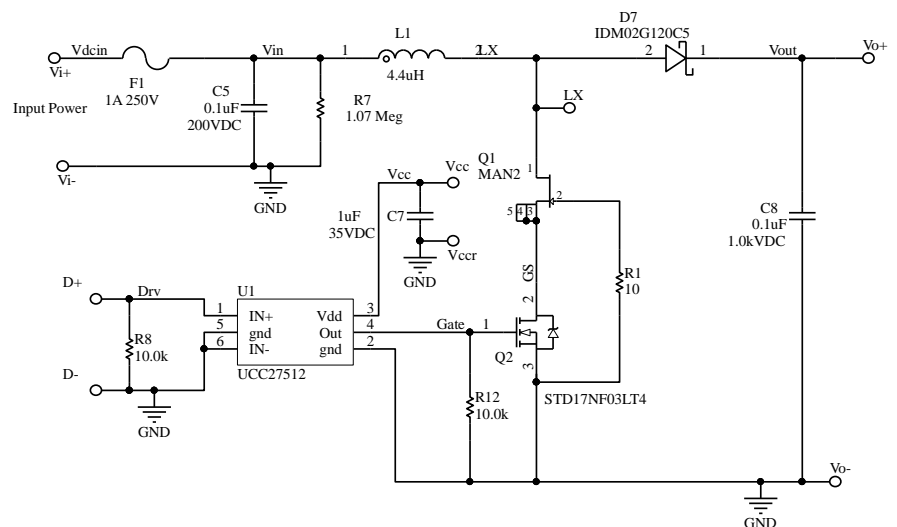 D7
IDM02G120C5
L1
Vdcin
Vin
1
2
LX
2
1
Vout
Vo+
Vi+
F1
1A 250V
4.4uH
Input Power
C5
0.1uF
200VDC
R7
1.07 Meg
LX
Vi-
GND
Q1
MAN2
1
2
5 4 3
Vcc
Vcc
1uF
35VDC
C7
Vccr
GND
C8
0.1uF
1.0kVDC
GS
R1
10
D+
Drv
U1
1
IN+
Vdd
3
5
gnd
Out
4
6
IN-
gnd
2
UCC27512
Gate
1
2
Q2
3
R8
10.0k
D-
GND
R12
10.0k
STD17NF03LT4
Vo-
GND